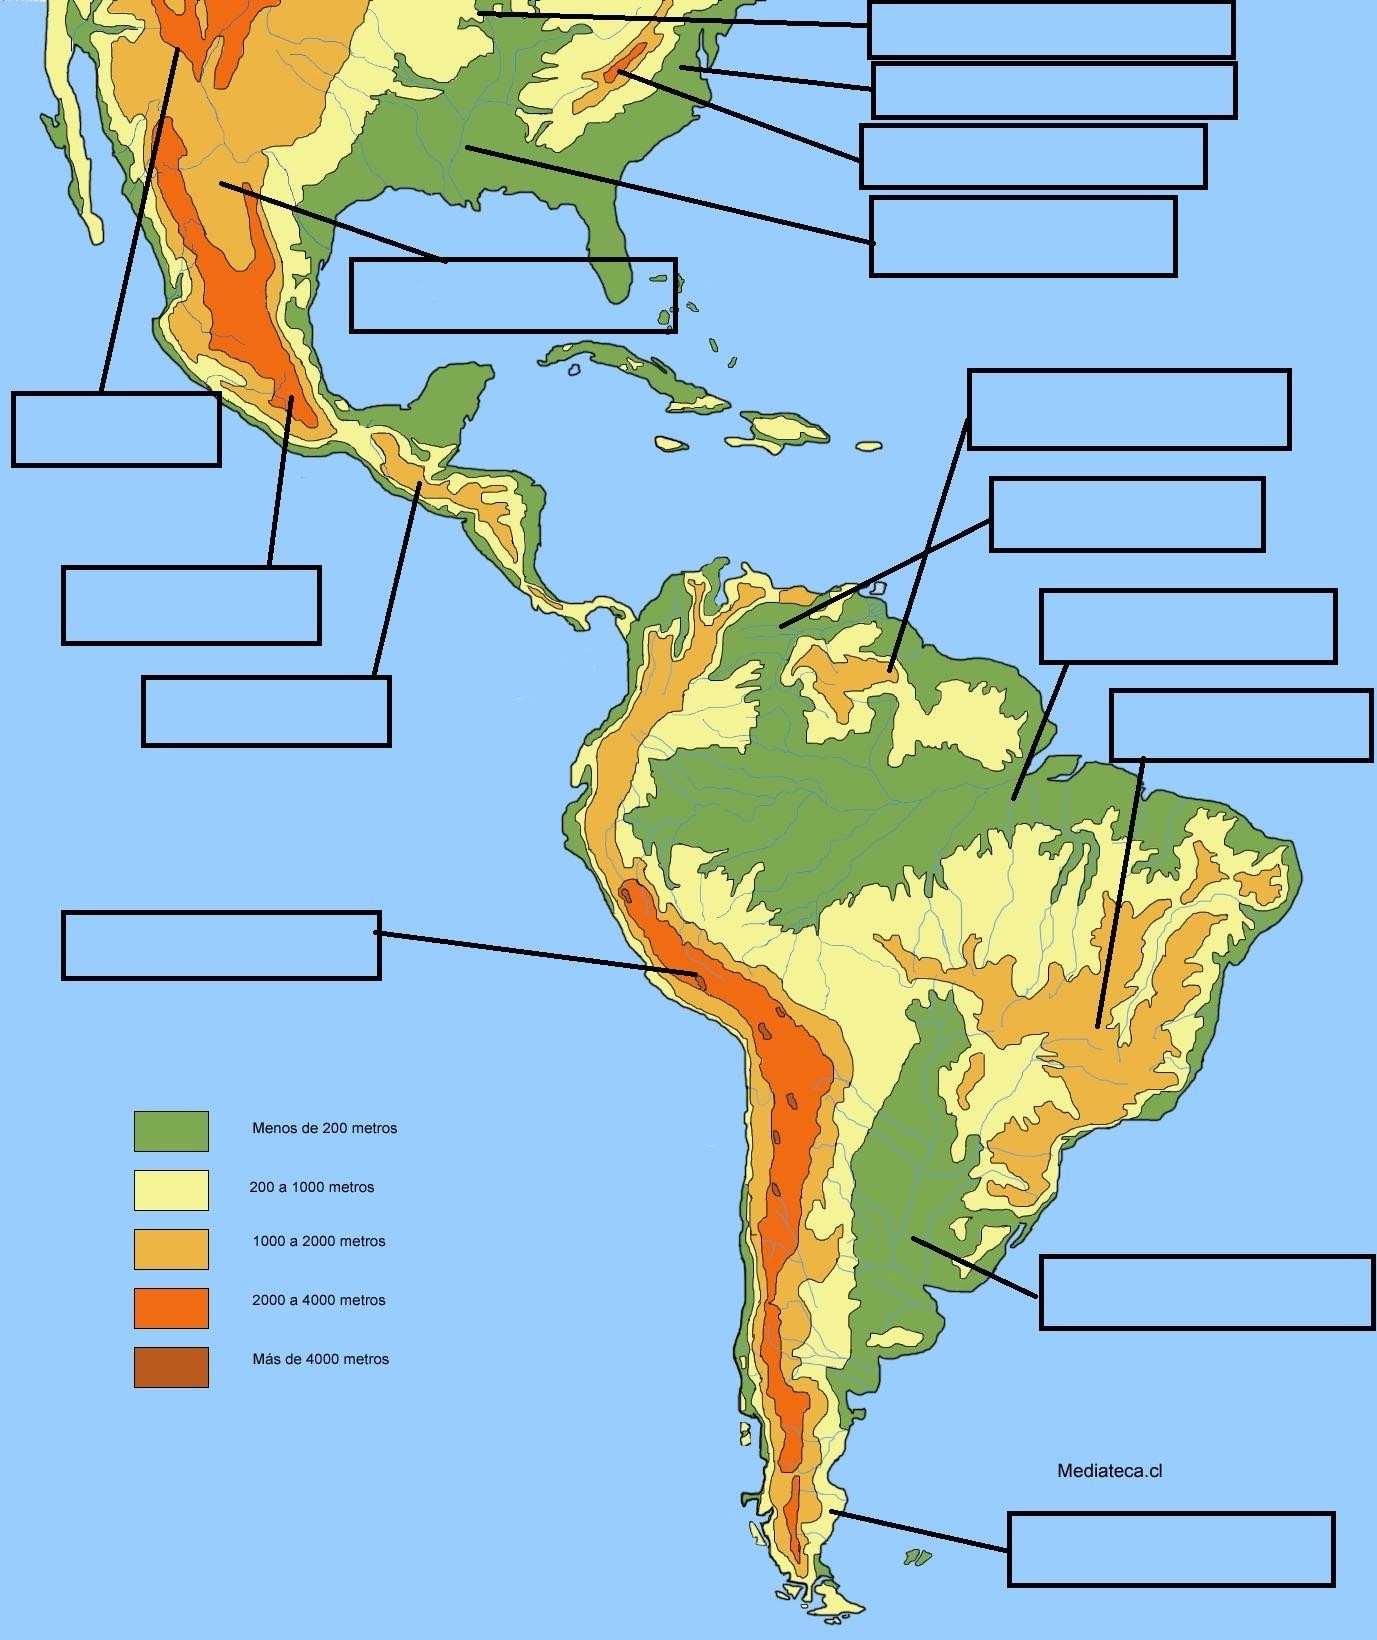 Menos de 200 metros
200 a 1000 metros
1000 a 2000 metros
2000 a 4000 metros
Más de 4000 metros
Mediateca.cl